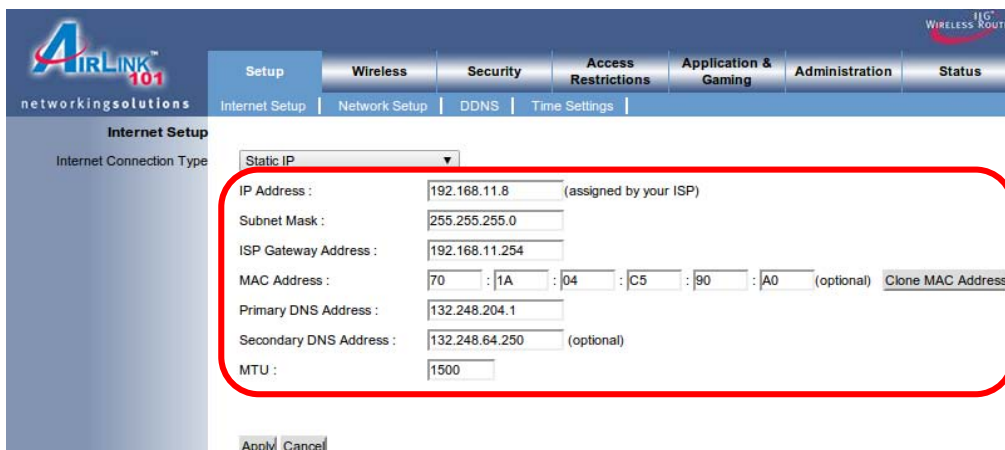 WIRELESS ROUT
AIRLINK 101™
networkingsolutions
Setup Wireless Security Access Restrictions Application & Gaming Administration Status
Internet Setup Network Setup DDNS Time Settings
Internet Setup
Internet Connection Type Static IP
IP Address : 192.168.11.8 (assigned by your ISP)
Subnet Mask : 255.255.255.0
ISP Gateway Address : 192.168.11.254
MAC Address : 70 : 1A : 04 : C5 : 90 : A0 (optional) Clone MAC Address
Primary DNS Address : 132.248.204.1
Secondary DNS Address : 132.248.64.250 (optional)
MTU : 1500
Apply Cancel